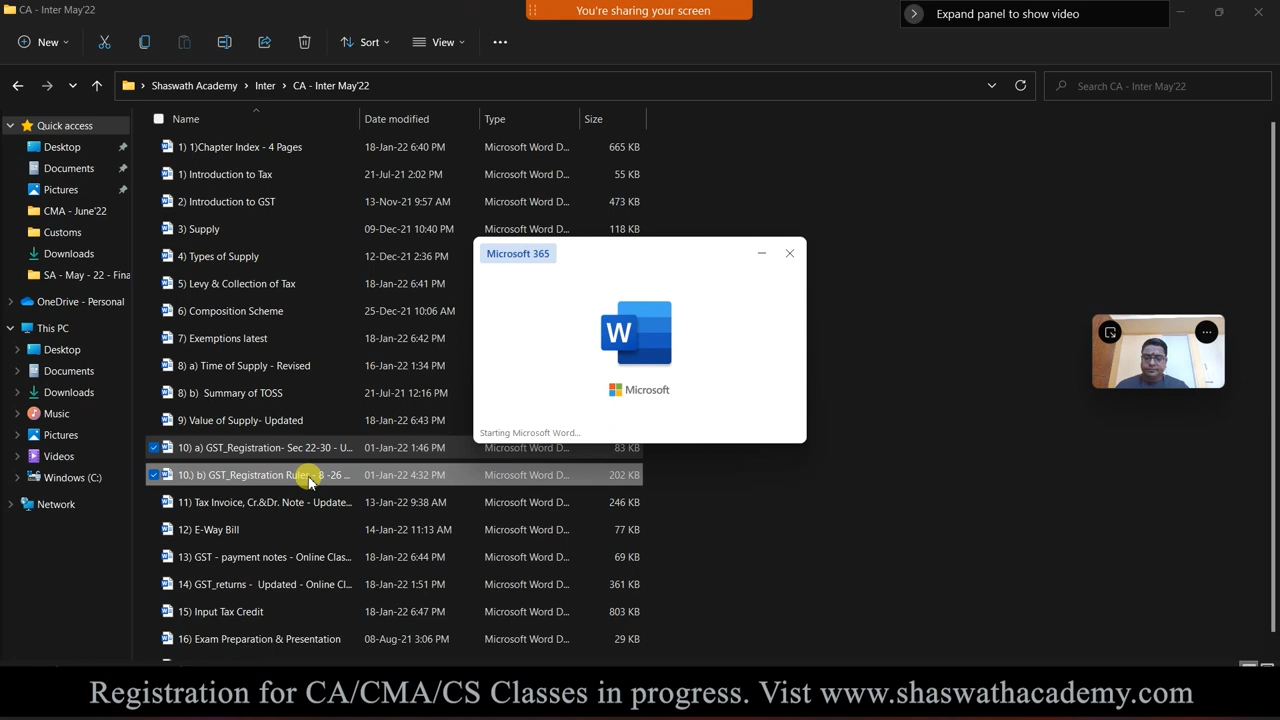 CA - Inter May'22
You're sharing your screen
Expand panel to show video
New
Sort
View
Shaswath Academy > Inter > CA - Inter May'22
Search CA - Inter May'22
Name Date modified Type Size
Quick access
Desktop
Documents
Pictures
CMA - June'22
Customs
Downloads
SA - May - 22 - Fina
OneDrive - Personal
This PC
Desktop
Documents
Downloads
Music
Pictures
Videos
Windows (C:)
Network
1) 1)Chapter Index - 4 Pages 18-Jan-22 6:40 PM Microsoft Word D... 665 KB
1) Introduction to Tax 21-Jul-21 2:02 PM Microsoft Word D... 55 KB
2) Introduction to GST 13-Nov-21 9:57 AM Microsoft Word D... 473 KB
3) Supply 09-Dec-21 10:40 PM Microsoft Word D... 118 KB
4) Types of Supply 12-Dec-21 2:36 PM
5) Levy & Collection of Tax 18-Jan-22 6:41 PM
6) Composition Scheme 25-Dec-21 10:06 AM
7) Exemptions latest 18-Jan-22 6:42 PM
8) a) Time of Supply - Revised 16-Jan-22 1:34 PM
8) b) Summary of TOSS 21-Jul-21 12:16 PM
9) Value of Supply- Updated 18-Jan-22 6:43 PM
10) a) GST_Registration- Sec 22-30 - U... 01-Jan-22 1:46 PM Microsoft Word D... 83 KB
10.) b) GST_Registration Rules - 8 -26 ... 01-Jan-22 4:32 PM Microsoft Word D... 202 KB
11) Tax Invoice, Cr.&Dr. Note - Update... 13-Jan-22 9:38 AM Microsoft Word D... 246 KB
12) E-Way Bill 14-Jan-22 11:13 AM Microsoft Word D... 77 KB
13) GST - payment notes - Online Clas... 18-Jan-22 6:44 PM Microsoft Word D... 69 KB
14) GST_returns - Updated - Online Cl... 18-Jan-22 1:51 PM Microsoft Word D... 361 KB
15) Input Tax Credit 18-Jan-22 6:47 PM Microsoft Word D... 803 KB
16) Exam Preparation & Presentation 08-Aug-21 3:06 PM Microsoft Word D... 29 KB
Microsoft 365
W
Microsoft
Starting Microsoft Word...
Registration for CA/CMA/CS Classes in progress. Vist www.shaswathacademy.com